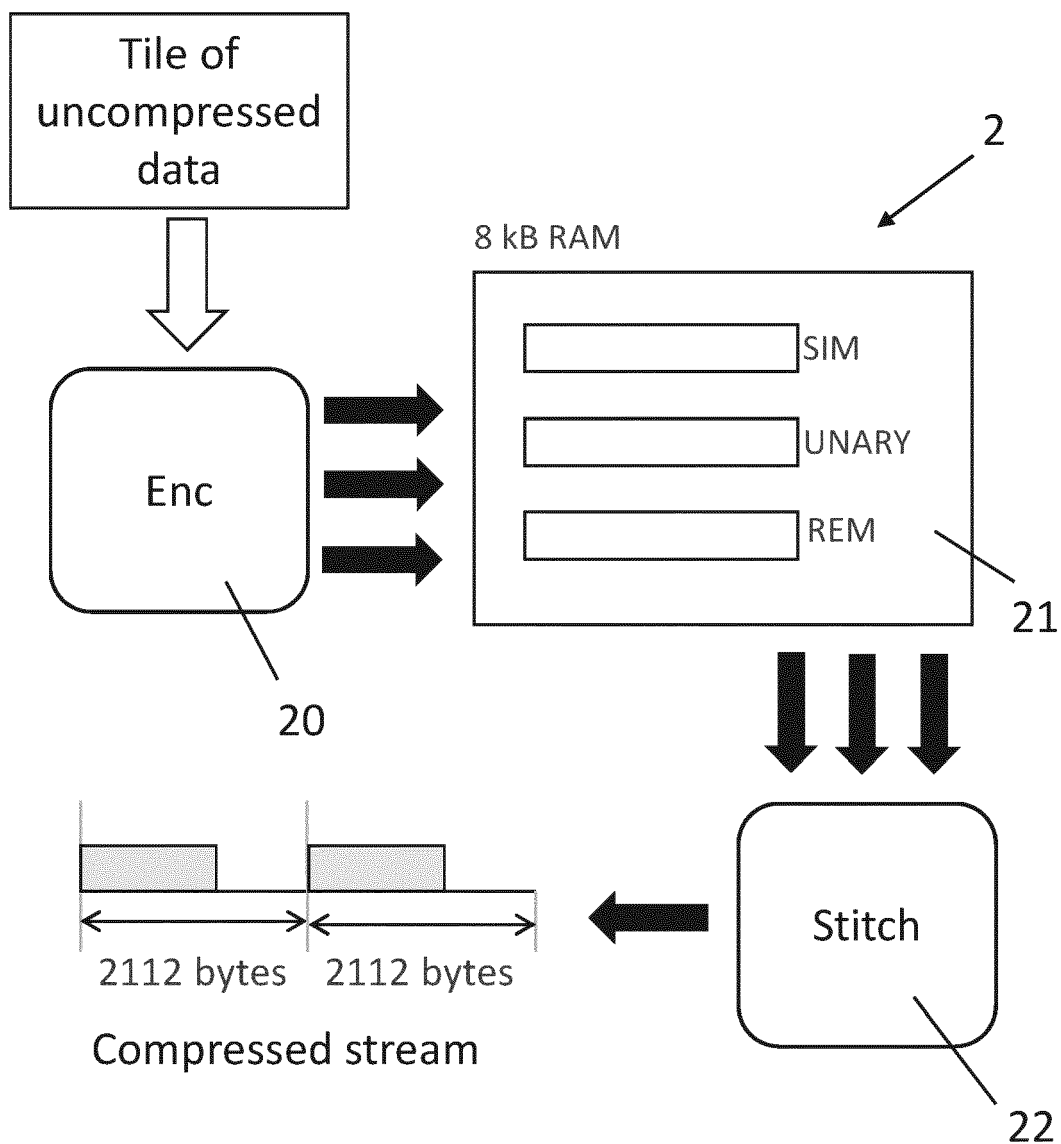 Tile of
uncompressed
data
2
8 kB RAM
SIM
UNARY
REM
Enc
21
20
Stitch
2112 bytes 2112 bytes
Compressed stream
22